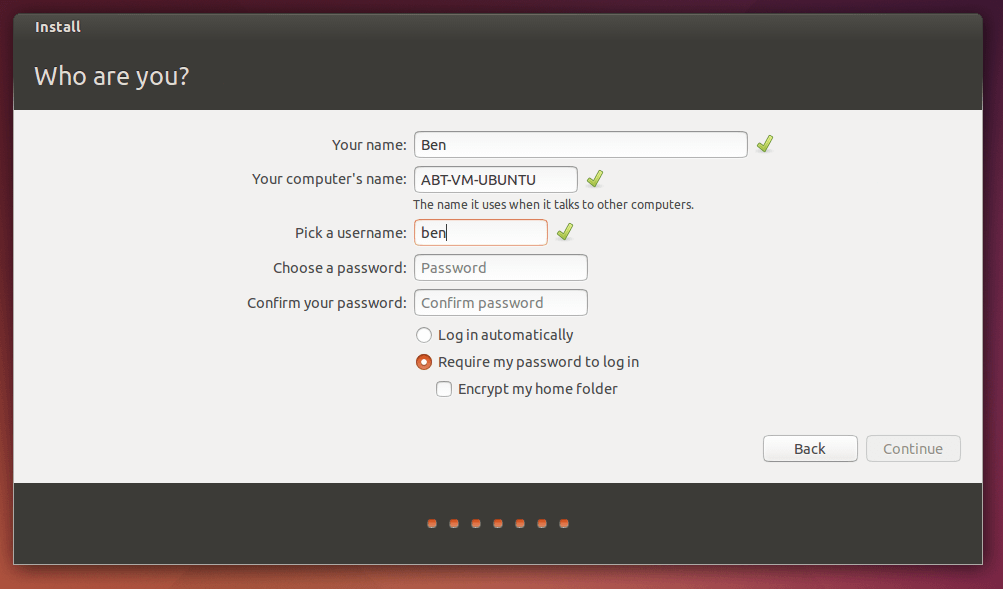 Install
Who are you?
Your name: Ben
Your computer's name: ABT-VM-UBUNTU
The name it uses when it talks to other computers.
Pick a username: ben
Choose a password: Password
Confirm your password: Confirm password
Log in automatically
Require my password to log in
Encrypt my home folder
Back Continue